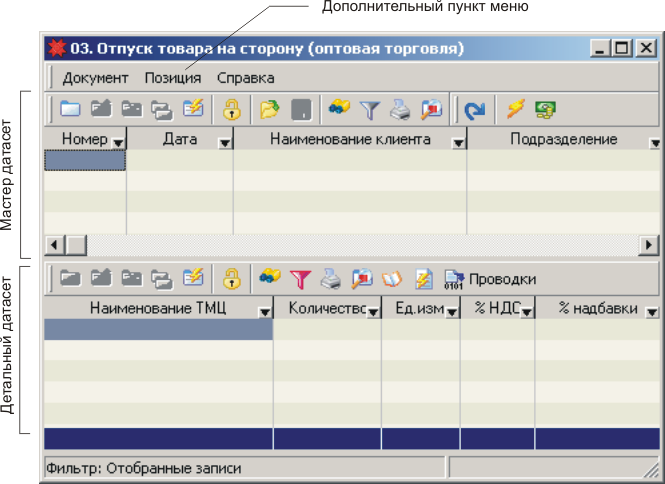 Дополнительный пункт меню
03. Отпуск товара на сторону (оптовая торговля)
Документ Позиция Справка
Мастер датасет
Номер Дата Наименование клиента Подразделение
Детальный датасет
0101 Проводки
Наименование ТМЦ Количество Ед.изм % НДС % надбавки
Фильтр: Отобранные записи